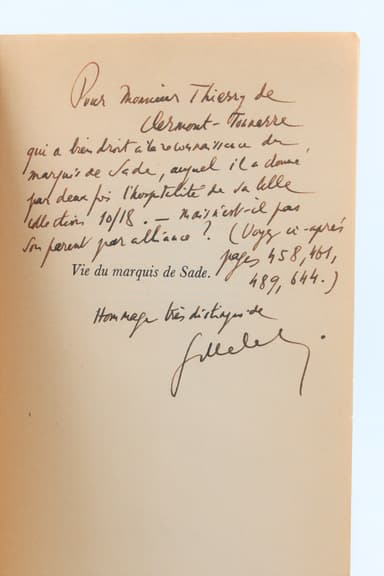 Pour Monsieur Thierry de
Clermont-Tonnerre
qui a bien droit à la reconnaissance du
marquis de Sade, auquel il a donné,
par deux fois l'hospitalité de sa belle
collection 10/18. — Mais n'est-il pas
son parent par alliance ? (Voyez ci-après
pages 458, 461,
489, 644.)
Vie du marquis de Sade.
Hommage très distingué de